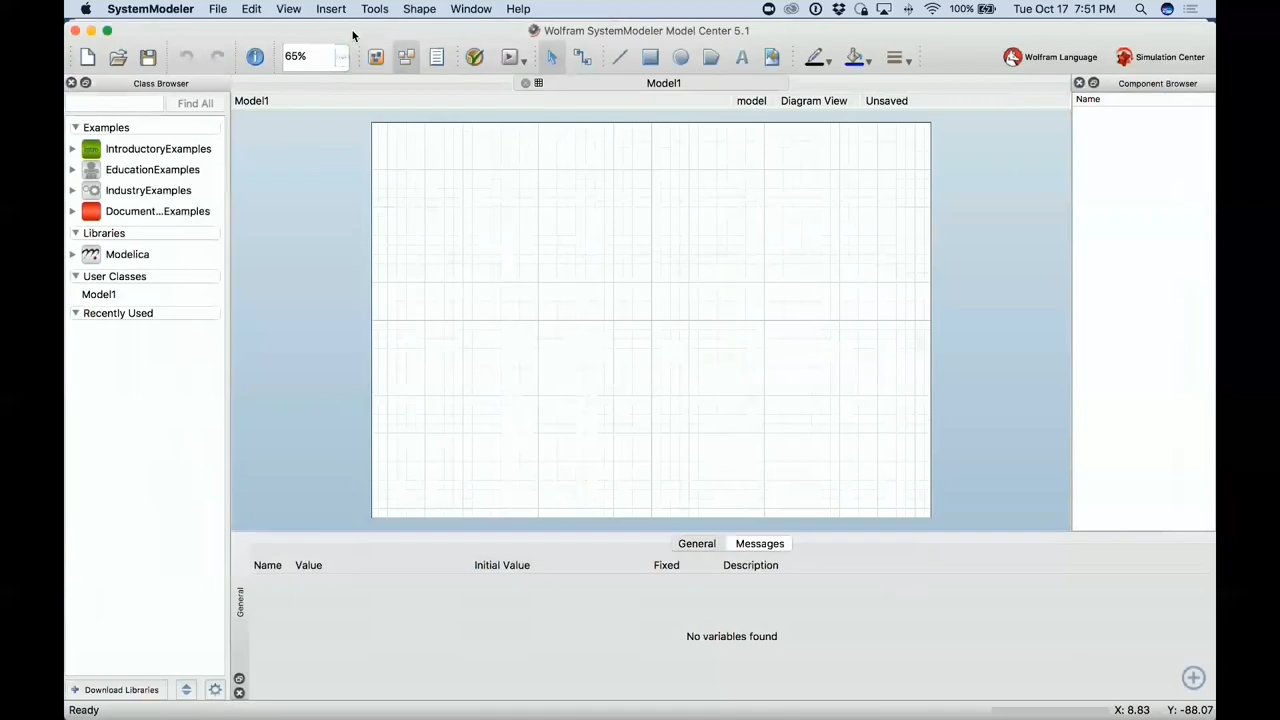 SystemModeler File Edit View Insert Tools Shape Window Help 100% Tue Oct 17 7:51 PM
Wolfram SystemModeler Model Center 5.1
65% A Wolfram Language Simulation Center
Class Browser Model1 Component Browser
Find All Model1 model Diagram View Unsaved Name
Examples
IntroductoryExamples
EducationExamples
IndustryExamples
Document...Examples
Libraries
Modelica
User Classes
Model1
Recently Used
General Messages
Name Value Initial Value Fixed Description
General
No variables found
Download Libraries
Ready X: 8.83 Y: -88.07